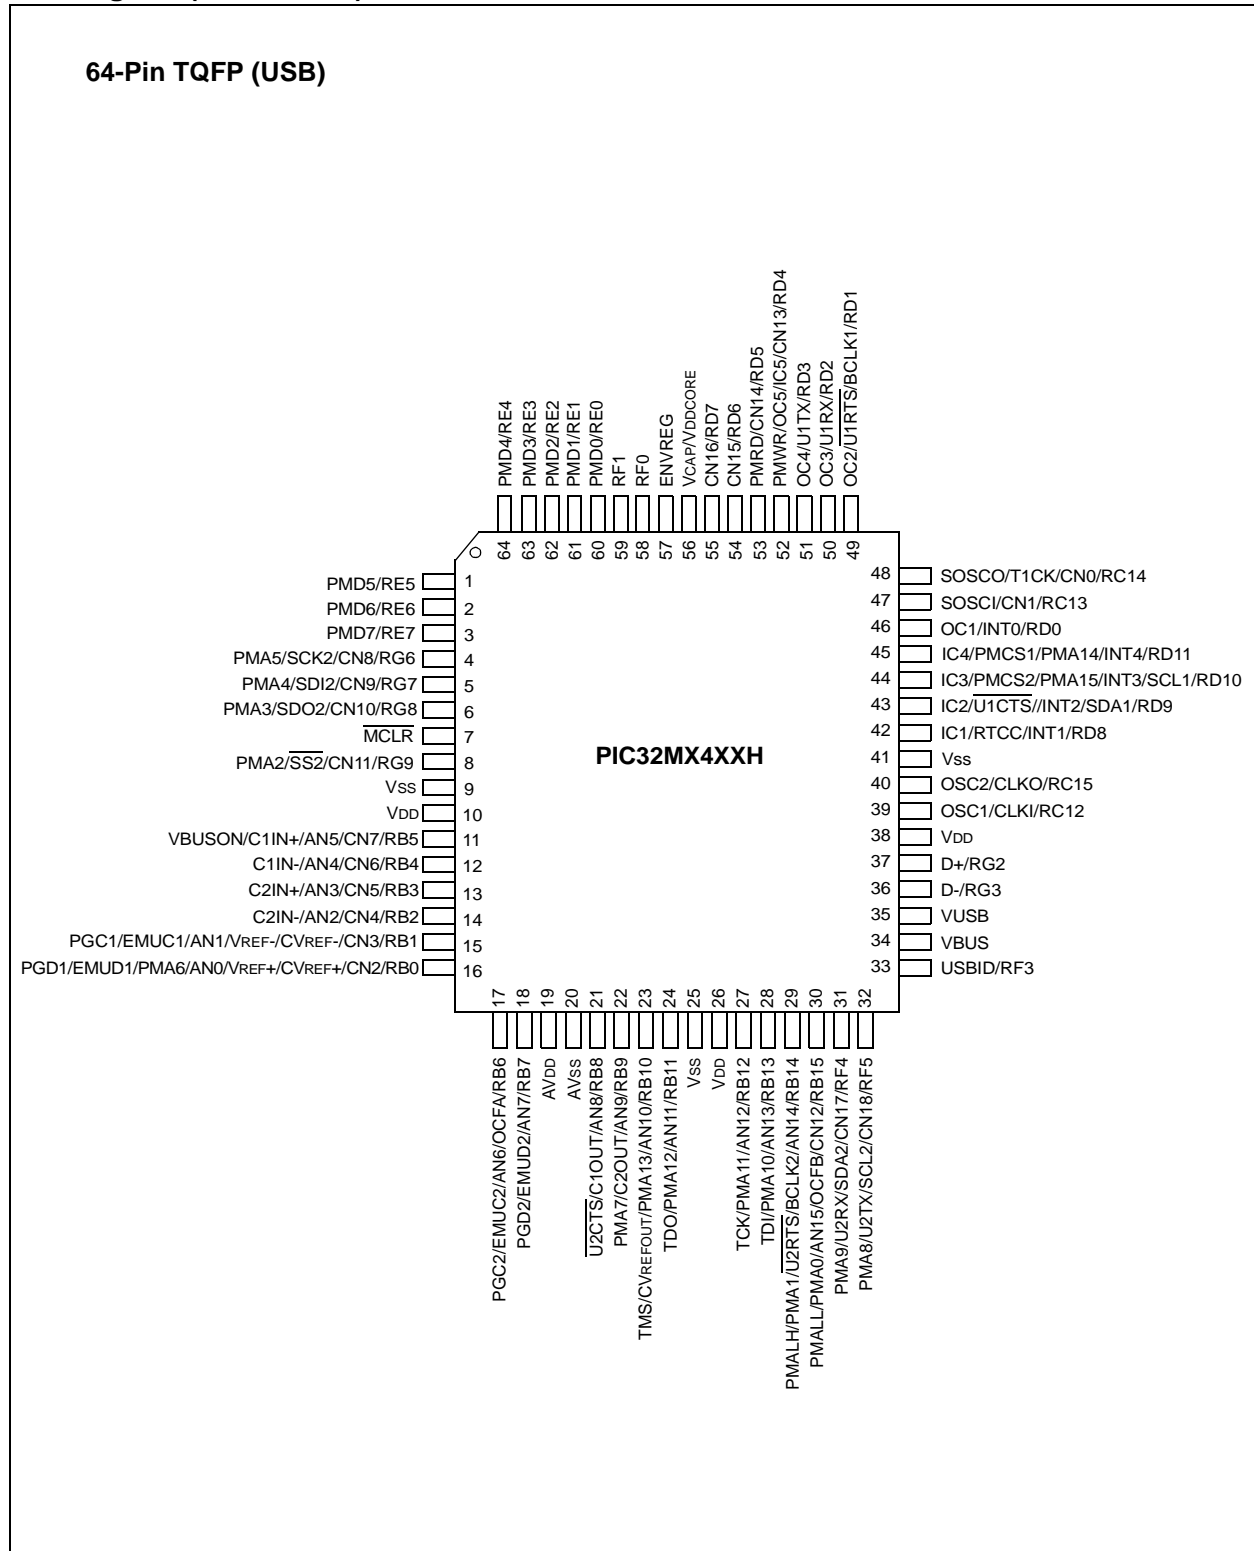 64-Pin TQFP (USB)
PMD4/RE4
PMD3/RE3
PMD2/RE2
PMD1/RE1
PMD0/RE0
RF1
RF0
ENVREG
VCAP/VDDCORE
CN16/RD7
CN15/RD6
PMRD/CN14/RD5
PMWR/OC5/IC5/CN13/RD4
OC4/U1TX/RD3
OC3/U1RX/RD2
OC2/U1RTS/BCLK1/RD1
64
63
62
61
60
59
58
57
56
55
54
53
52
51
50
49
PMD5/RE5 1
PMD6/RE6 2
PMD7/RE7 3
PMA5/SCK2/CN8/RG6 4
PMA4/SDI2/CN9/RG7 5
PMA3/SDO2/CN10/RG8 6
MCLR 7
PMA2/SS2/CN11/RG9 8
VSS 9
VDD 10
VBUSON/C1IN+/AN5/CN7/RB5 11
C1IN-/AN4/CN6/RB4 12
C2IN+/AN3/CN5/RB3 13
C2IN-/AN2/CN4/RB2 14
PGC1/EMUC1/AN1/VREF-/CVREF-/CN3/RB1 15
PGD1/EMUD1/PMA6/AN0/VREF+/CVREF+/CN2/RB0 16
PIC32MX4XXH
48 SOSCO/T1CK/CN0/RC14
47 SOSCI/CN1/RC13
46 OC1/INT0/RD0
45 IC4/PMCS1/PMA14/INT4/RD11
44 IC3/PMCS2/PMA15/INT3/SCL1/RD10
43 IC2/U1CTS//INT2/SDA1/RD9
42 IC1/RTCC/INT1/RD8
41 Vss
40 OSC2/CLKO/RC15
39 OSC1/CLKI/RC12
38 VDD
37 D+/RG2
36 D-/RG3
35 VUSB
34 VBUS
33 USBID/RF3
17
18
19
20
21
22
23
24
25
26
27
28
29
30
31
32
PGC2/EMUC2/AN6/OCFA/RB6
PGD2/EMUD2/AN7/RB7
AVDD
AVSS
U2CTS/C1OUT/AN8/RB8
PMA7/C2OUT/AN9/RB9
TMS/CVREFOUT/PMA13/AN10/RB10
TDO/PMA12/AN11/RB11
VSS
VDD
TCK/PMA11/AN12/RB12
TDI/PMA10/AN13/RB13
PMALH/PMA1/U2RTS/BCLK2/AN14/RB14
PMALL/PMA0/AN15/OCFB/CN12/RB15
PMA9/U2RX/SDA2/CN17/RF4
PMA8/U2TX/SCL2/CN18/RF5